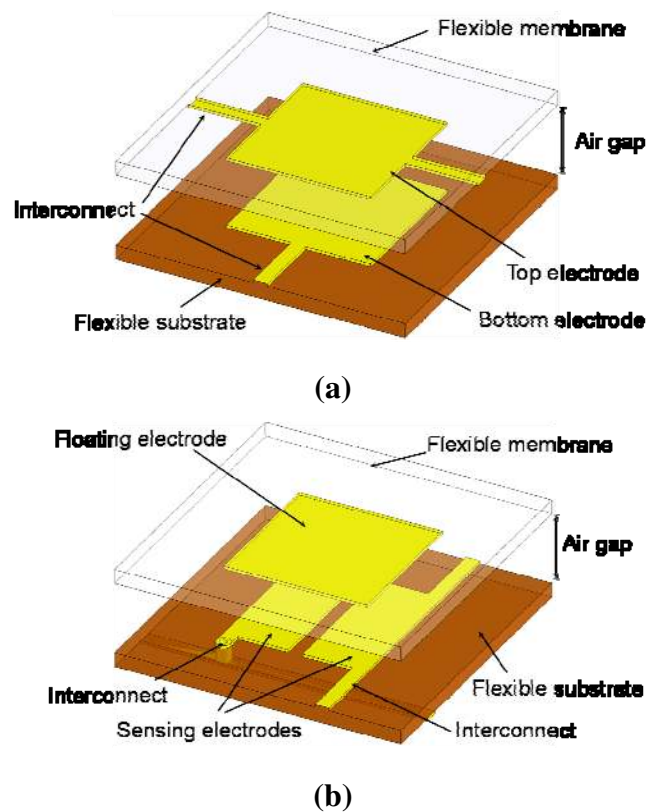 Flexible membrane
Air gap
Interconnect
Top electrode
Flexible substrate
Bottom electrode
(a)
Floating electrode
Flexible membrane
Air gap
Interconnect
Flexible substrate
Sensing electrodes
Interconnect
(b)